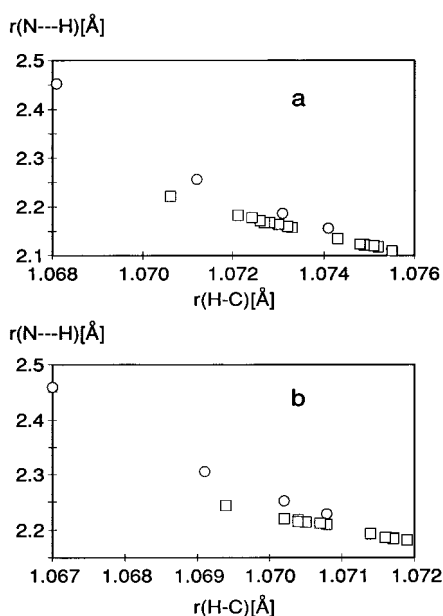 r(N---H)[Å]
2.5
a
2.4
2.3
2.2
2.1
1.068 1.070 1.072 1.074 1.076
r(H-C)[Å]
r(N---H)[Å]
2.5
b
2.4
2.3
2.2
1.067 1.068 1.069 1.070 1.071 1.072
r(H-C)[Å]